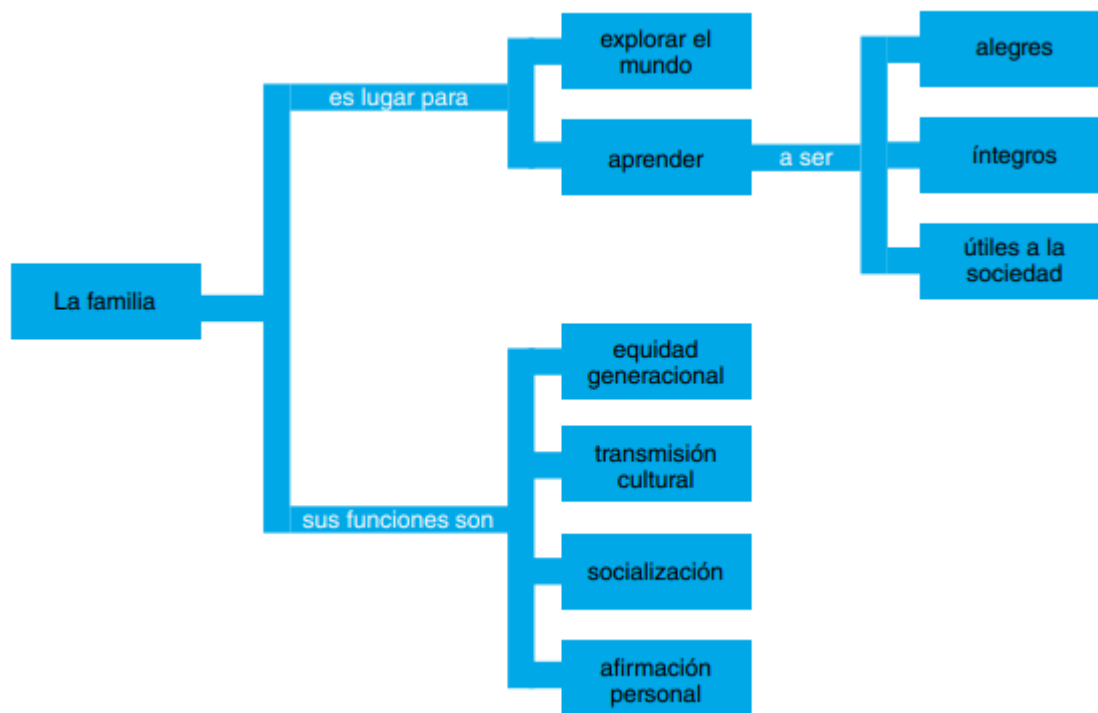 La familia
es lugar para
explorar el
mundo
aprender
a ser
alegres
íntegros
útiles a la
sociedad
sus funciones son
equidad
generacional
transmisión
cultural
socialización
afirmación
personal